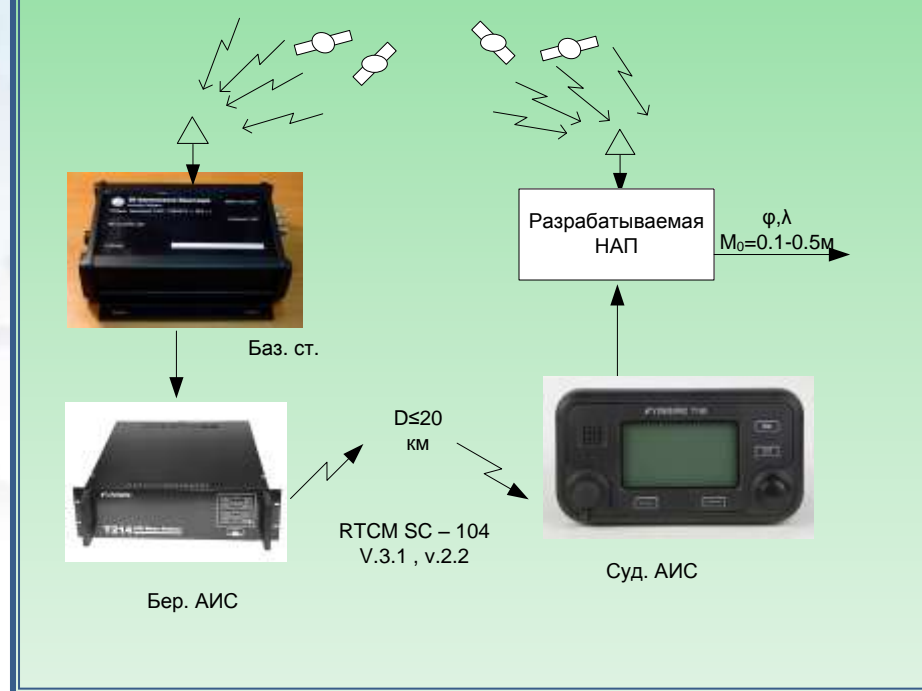 Разрабатываемая
НАП
φ,λ
M₀=0.1-0.5м
Баз. ст.
D≤20
км
RTCM SC – 104
V.3.1 , v.2.2
T214
Бер. АИС
Суд. АИС